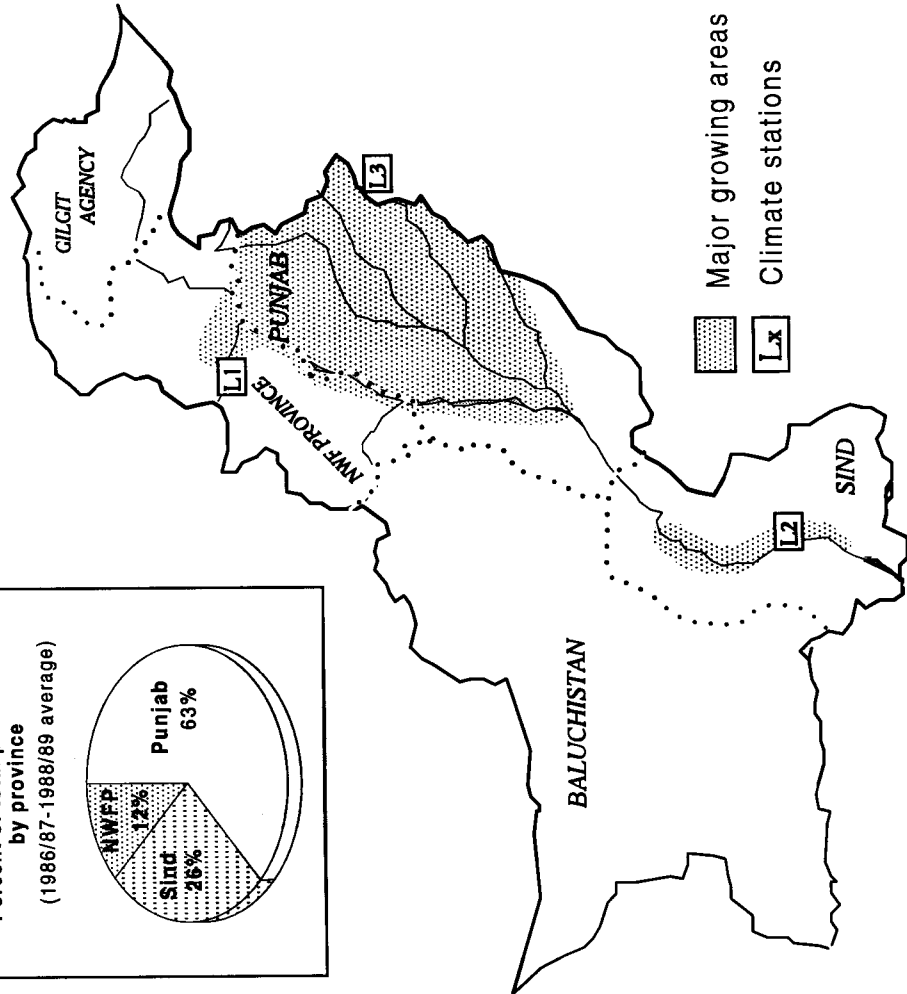 by province
(1986/87-1988/89 average)
NWFP
12%
Sind
26%
Punjab
63%
GILGIT
AGENCY
PUNJAB
NWF PROVINCE
BALUCHISTAN
SIND
L1
L2
L3
Major growing areas
Lx Climate stations